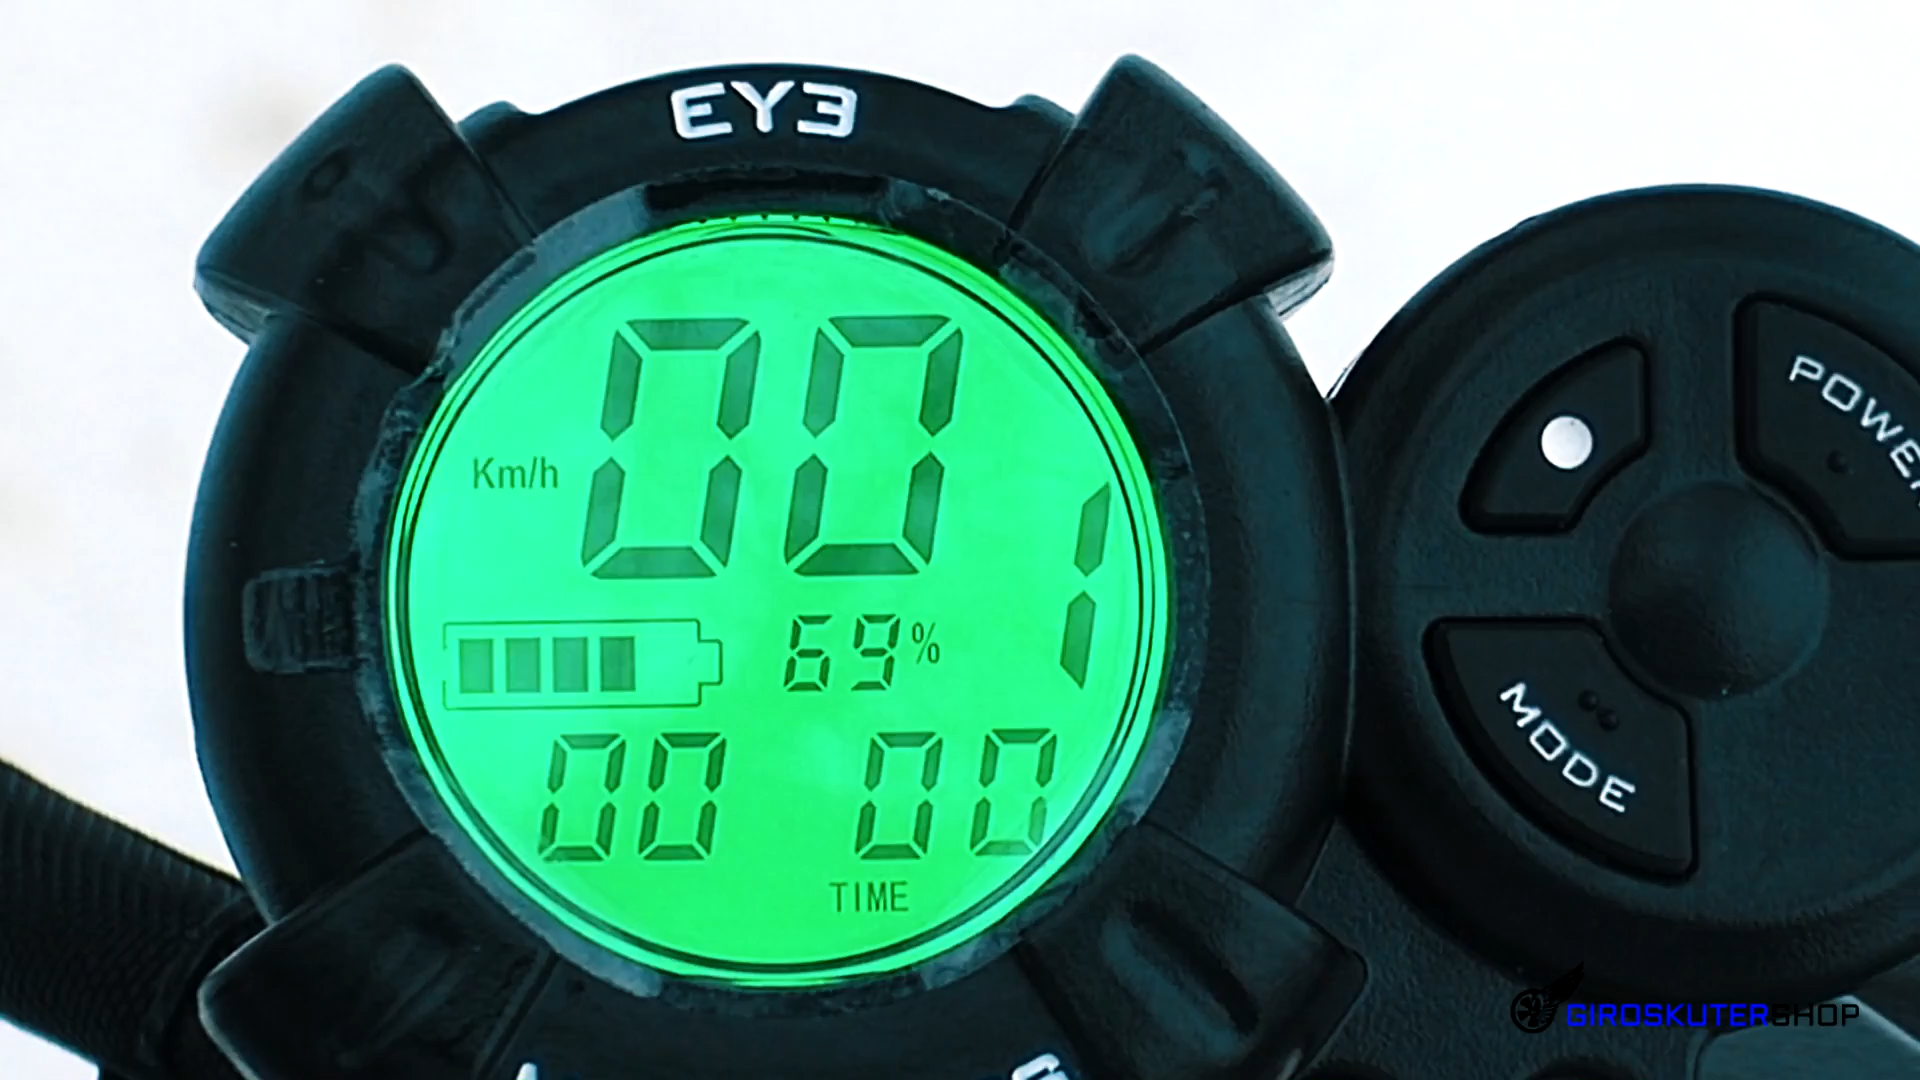 EY3
00
Km/h
1
69%
00 00
TIME
POWER
MODE
GIROSKUTERSHOP